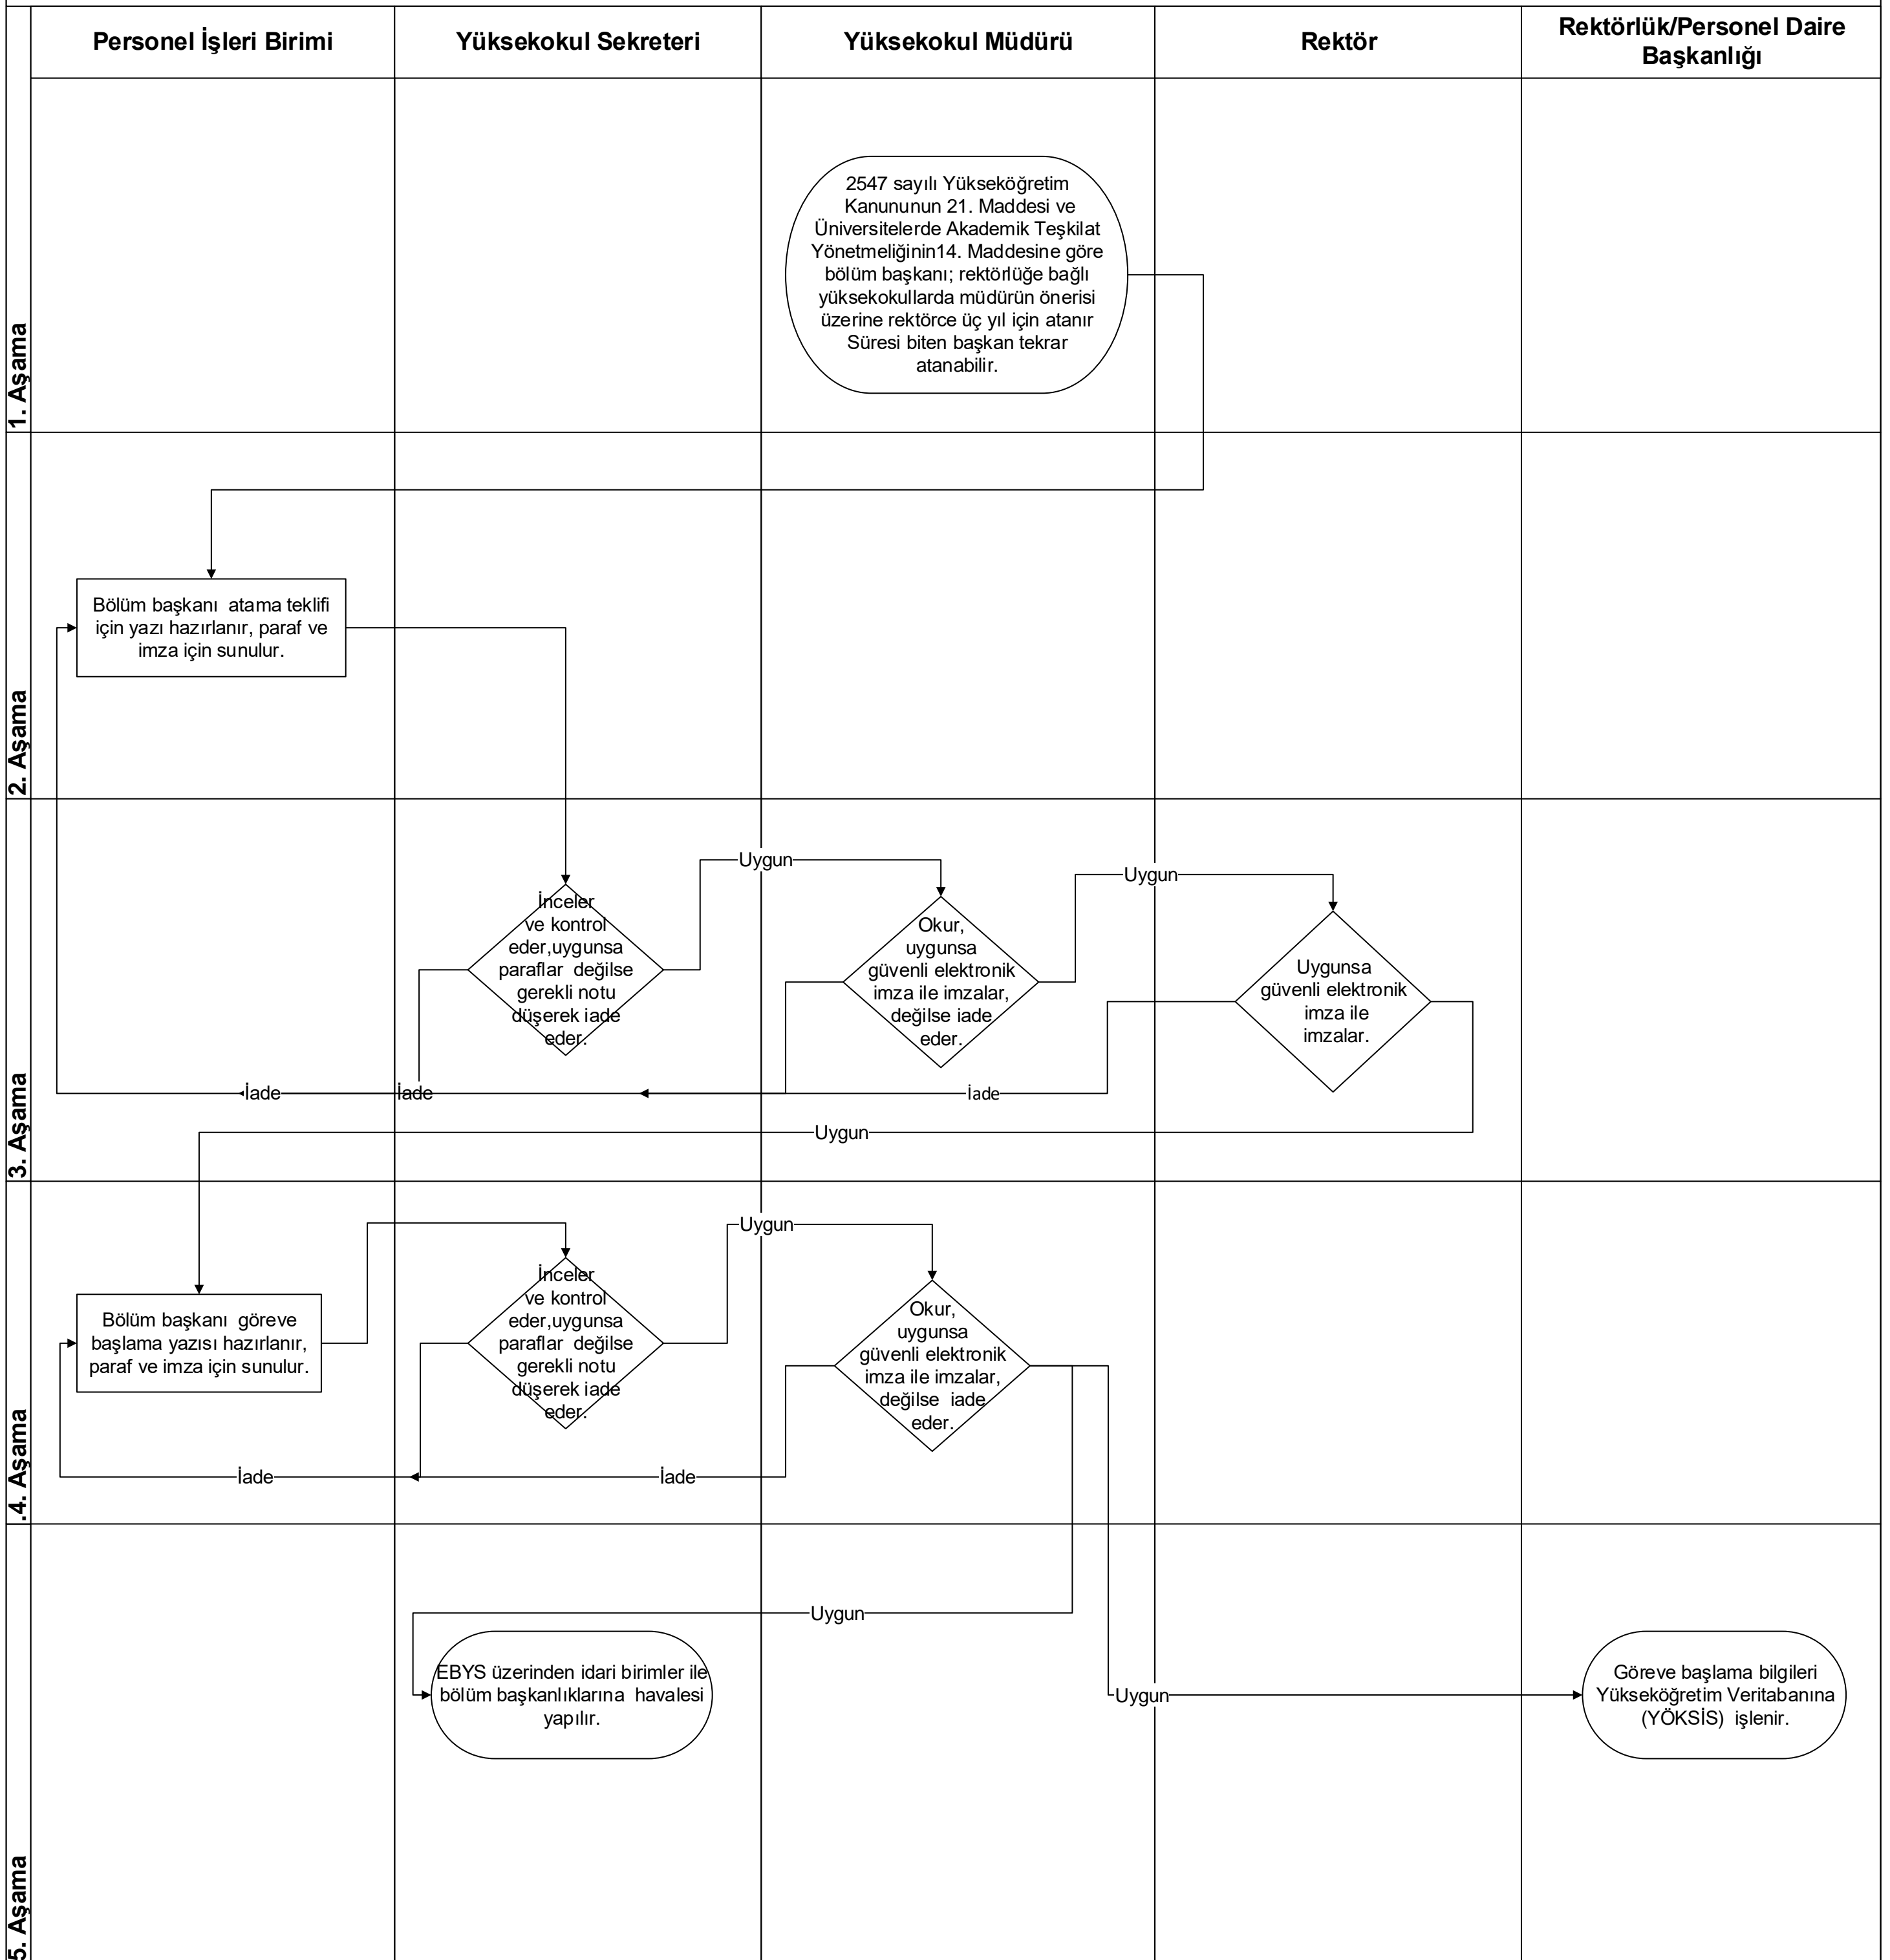 Personel İşleri Birimi
Yüksekokul Sekreteri
Yüksekokul Müdürü
Rektör
Rektörlük/Personel Daire
Başkanlığı
1. Aşama
2547 sayılı Yükseköğretim
Kanununun 21. Maddesi ve
Üniversitelerde Akademik Teşkilat
Yönetmeliğinin14. Maddesine göre
bölüm başkanı; rektörlüğe bağlı
yüksekokullarda müdürün önerisi
üzerine rektörce üç yıl için atanır
Süresi biten başkan tekrar
atanabilir.
2. Aşama
Bölüm başkanı  atama teklifi
için yazı hazırlanır, paraf ve
imza için sunulur.
3. Aşama
Uygun
Uygun
İnceler
ve kontrol
eder,uygunsa
paraflar  değilse
gerekli notu
düşerek iade
eder.
Okur,
uygunsa
güvenli elektronik
imza ile imzalar,
değilse iade
eder.
Uygunsa
güvenli elektronik
imza ile
imzalar.
İade
İade
İade
Uygun
.4. Aşama
Uygun
Bölüm başkanı  göreve
başlama yazısı hazırlanır,
paraf ve imza için sunulur.
İnceler
ve kontrol
eder,uygunsa
paraflar  değilse
gerekli notu
düşerek iade
eder.
Okur,
uygunsa
güvenli elektronik
imza ile imzalar,
değilse  iade
eder.
İade
İade
5. Aşama
Uygun
EBYS üzerinden idari birimler ile
bölüm başkanlıklarına  havalesi
yapılır.
Uygun
Göreve başlama bilgileri
Yükseköğretim Veritabanına
(YÖKSİS)  işlenir.